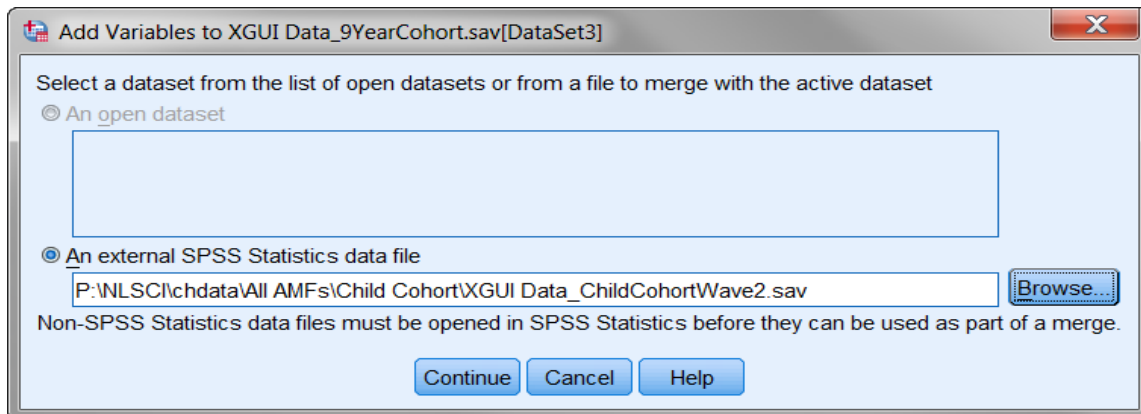 Add Variables to XGUI Data_9YearCohort.sav[DataSet3]
X
Select a dataset from the list of open datasets or from a file to merge with the active dataset
An open dataset
An external SPSS Statistics data file
P:\NLSCI\chdata\All AMFs\Child Cohort\XGUI Data_ChildCohortWave2.sav
Browse...
Non-SPSS Statistics data files must be opened in SPSS Statistics before they can be used as part of a merge.
Continue Cancel Help